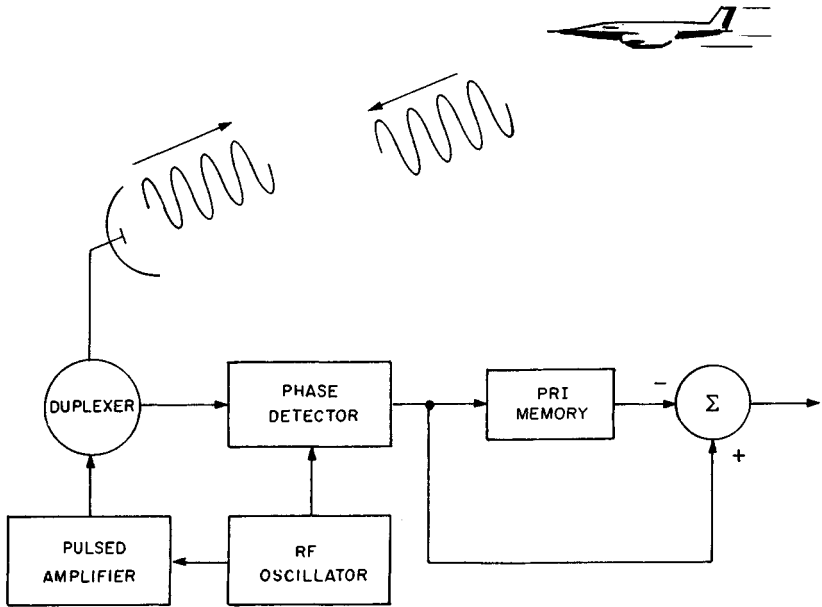 DUPLEXER
PHASE
DETECTOR
PRI
MEMORY
−
Σ
+
PULSED
AMPLIFIER
RF
OSCILLATOR